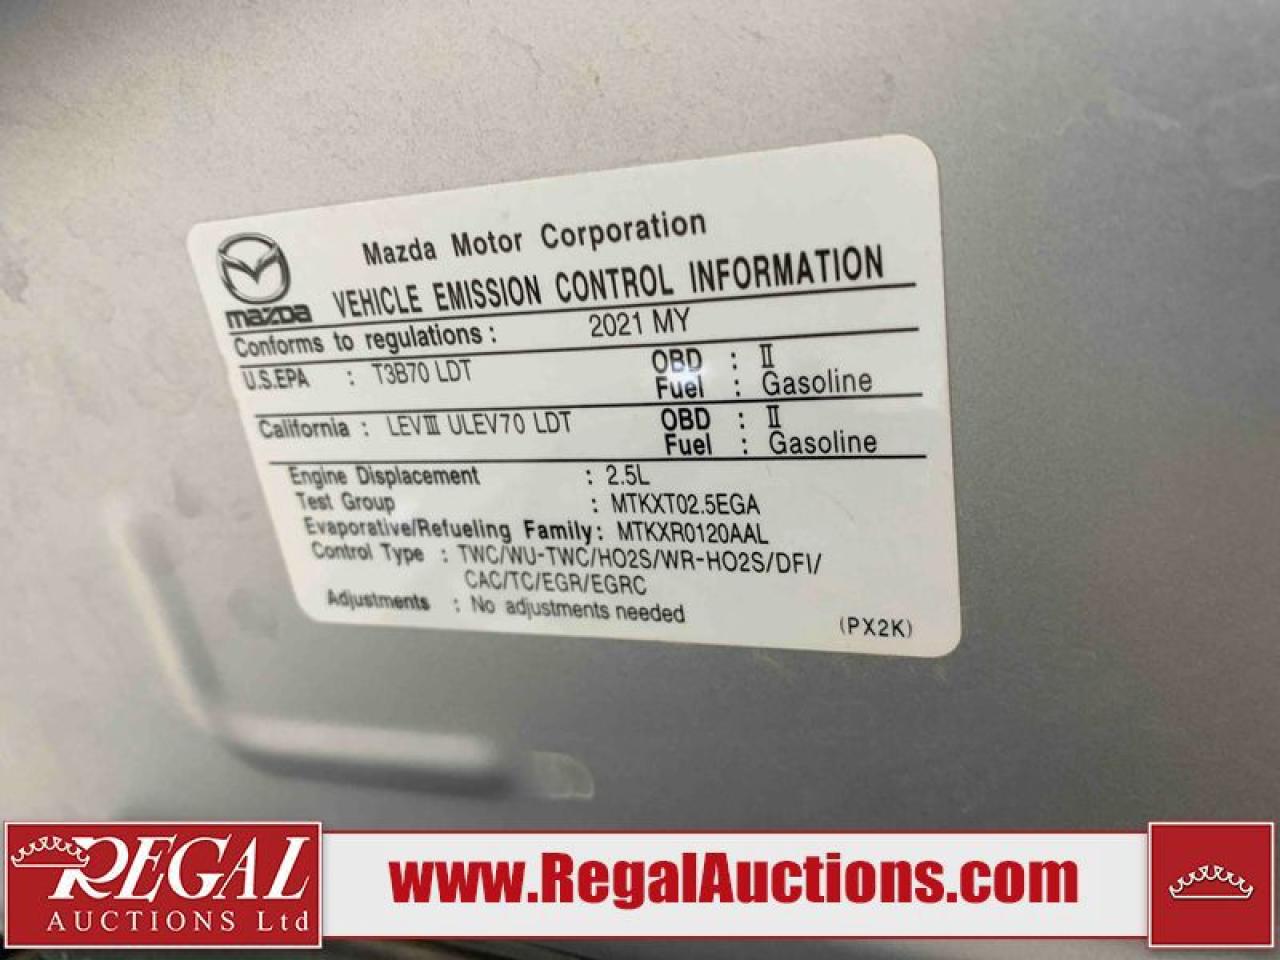 Mazda Motor Corporation
mazda
VEHICLE EMISSION CONTROL INFORMATION
Conforms to regulations : 2021 MY
U.S.EPA : T3B70 LDT OBD : II
Fuel : Gasoline
California : LEVIII ULEV70 LDT OBD : II
Fuel : Gasoline
Engine Displacement : 2.5L
Test Group : MTKXT02.5EGA
Evaporative/Refueling Family : MTKXR0120AAL
Control Type : TWC/WU-TWC/HO2S/WR-HO2S/DFI/
CAC/TC/EGR/EGRC
Adjustments : No adjustments needed
(PX2K)
REGAL
AUCTIONS Ltd
www.RegalAuctions.com